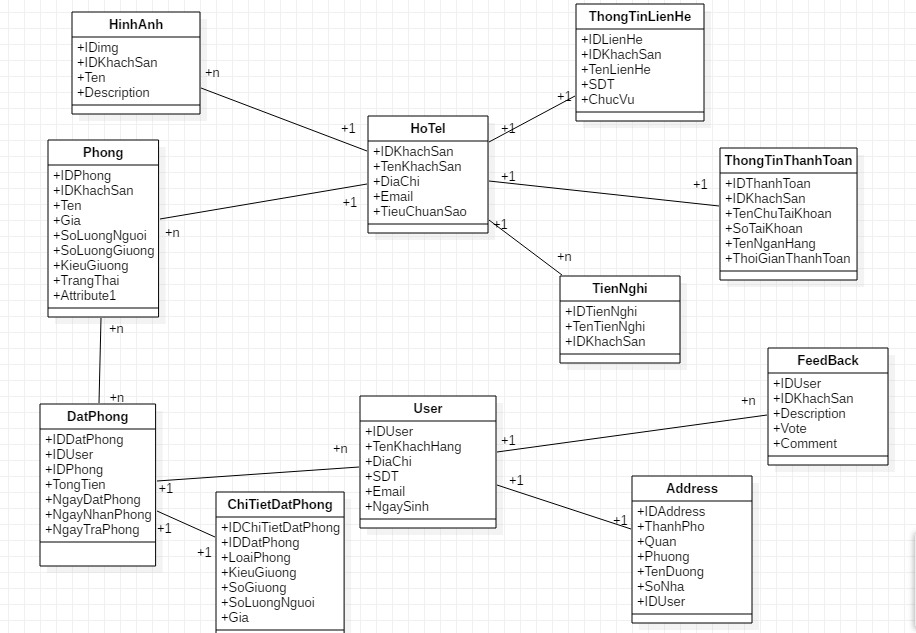 HinhAnh
+IDimg
+IDKhachSan
+Ten
+Description
+n
+1
ThongTinLienHe
+IDLienHe
+IDKhachSan
+TenLienHe
+SDT
+ChucVu
+1
+1
HoTel
+IDKhachSan
+TenKhachSan
+DiaChi
+Email
+TieuChuanSao
Phong
+IDPhong
+IDKhachSan
+Ten
+Gia
+SoLuongNguoi
+SoLuongGiuong
+KieuGiuong
+TrangThai
+Attribute1
+n
+1
ThongTinThanhToan
+IDThanhToan
+IDKhachSan
+TenChuTaiKhoan
+SoTaiKhoan
+TenNganHang
+ThoiGianThanhToan
+1
+1
+1
+n
TienNghi
+IDTienNghi
+TenTienNghi
+IDKhachSan
+n
+n
DatPhong
+IDDatPhong
+IDUser
+IDPhong
+TongTien
+NgayDatPhong
+NgayNhanPhong
+NgayTraPhong
+1
+n
+1
+1
User
+IDUser
+TenKhachHang
+DiaChi
+SDT
+Email
+NgaySinh
+1
+n
FeedBack
+IDUser
+IDKhachSan
+Description
+Vote
+Comment
+1
+1
ChiTietDatPhong
+IDChiTietDatPhong
+IDDatPhong
+LoaiPhong
+KieuGiuong
+SoGiuong
+SoLuongNguoi
+Gia
Address
+IDAddress
+ThanhPho
+Quan
+Phuong
+TenDuong
+SoNha
+IDUser